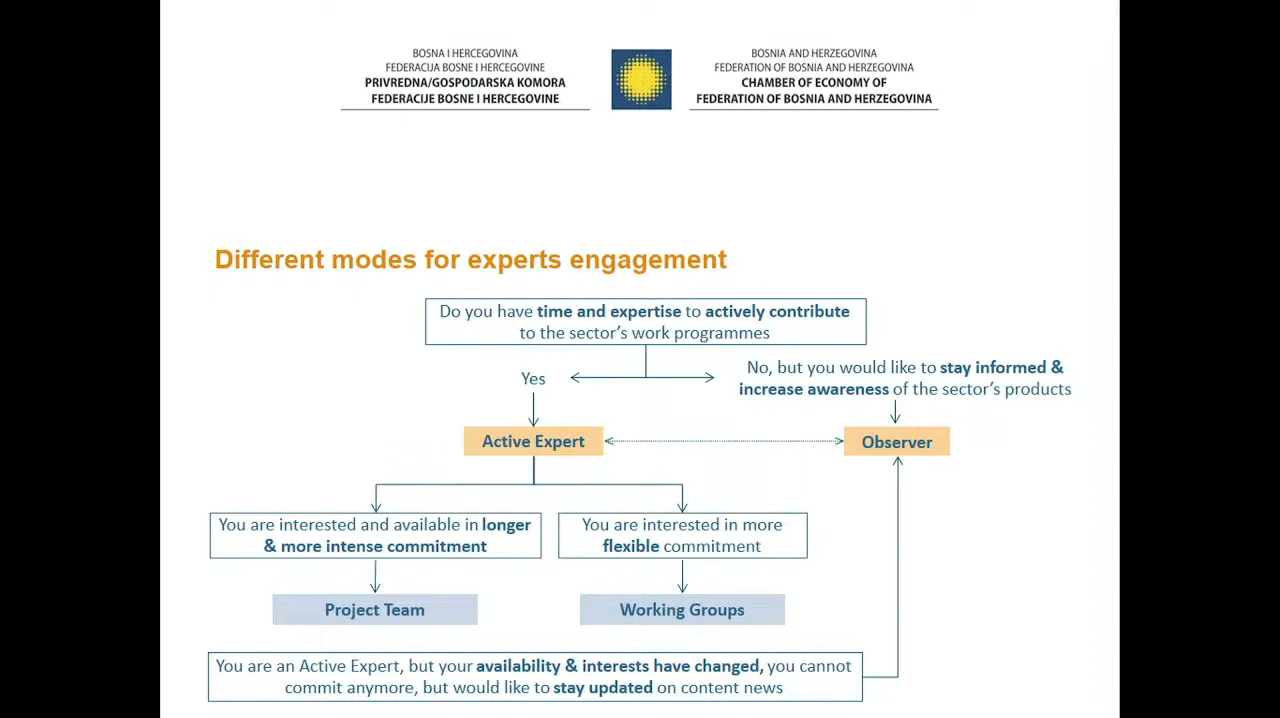 BOSNA I HERCEGOVINA
FEDERACIJA BOSNE I HERCEGOVINE
PRIVREDNA/GOSPODARSKA KOMORA
FEDERACIJE BOSNE I HERCEGOVINE
BOSNIA AND HERZEGOVINA
FEDERATION OF BOSNIA AND HERZEGOVINA
CHAMBER OF ECONOMY OF
FEDERATION OF BOSNIA AND HERZEGOVINA
Different modes for experts engagement
Do you have time and expertise to actively contribute
to the sector's work programmes
Yes
No, but you would like to stay informed &
increase awareness of the sector's products
Active Expert
Observer
You are interested and available in longer
& more intense commitment
You are interested in more
flexible commitment
Project Team
Working Groups
You are an Active Expert, but your availability & interests have changed, you cannot
commit anymore, but would like to stay updated on content news